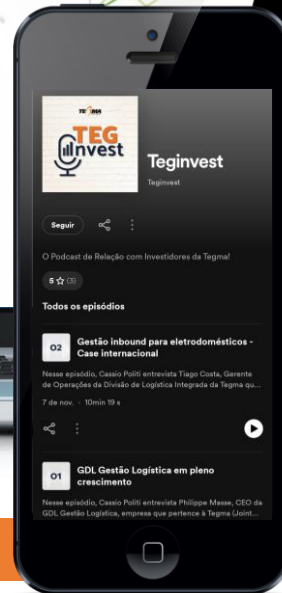 TEGMA
TEG
Invest
Teginvest
Teginvest
Seguir
O Podcast de Relação com Investidores da Tegma!
5 ☆ (3)
Todos os episódios
02
Gestão inbound para eletrodomésticos -
Case internacional
Nesse episódio, Cassio Politi entrevista Tiago Costa, Gerente
de Operações da Divisão de Logística Integrada da Tegma qu...
7 de nov. · 10min 19 s
01
GDL Gestão Logística em pleno
crescimento
Nesse episódio, Cassio Politi entrevista Philippe Masse, CEO da
GDL Gestão Logística, empresa que pertence à Tegma (Joint...